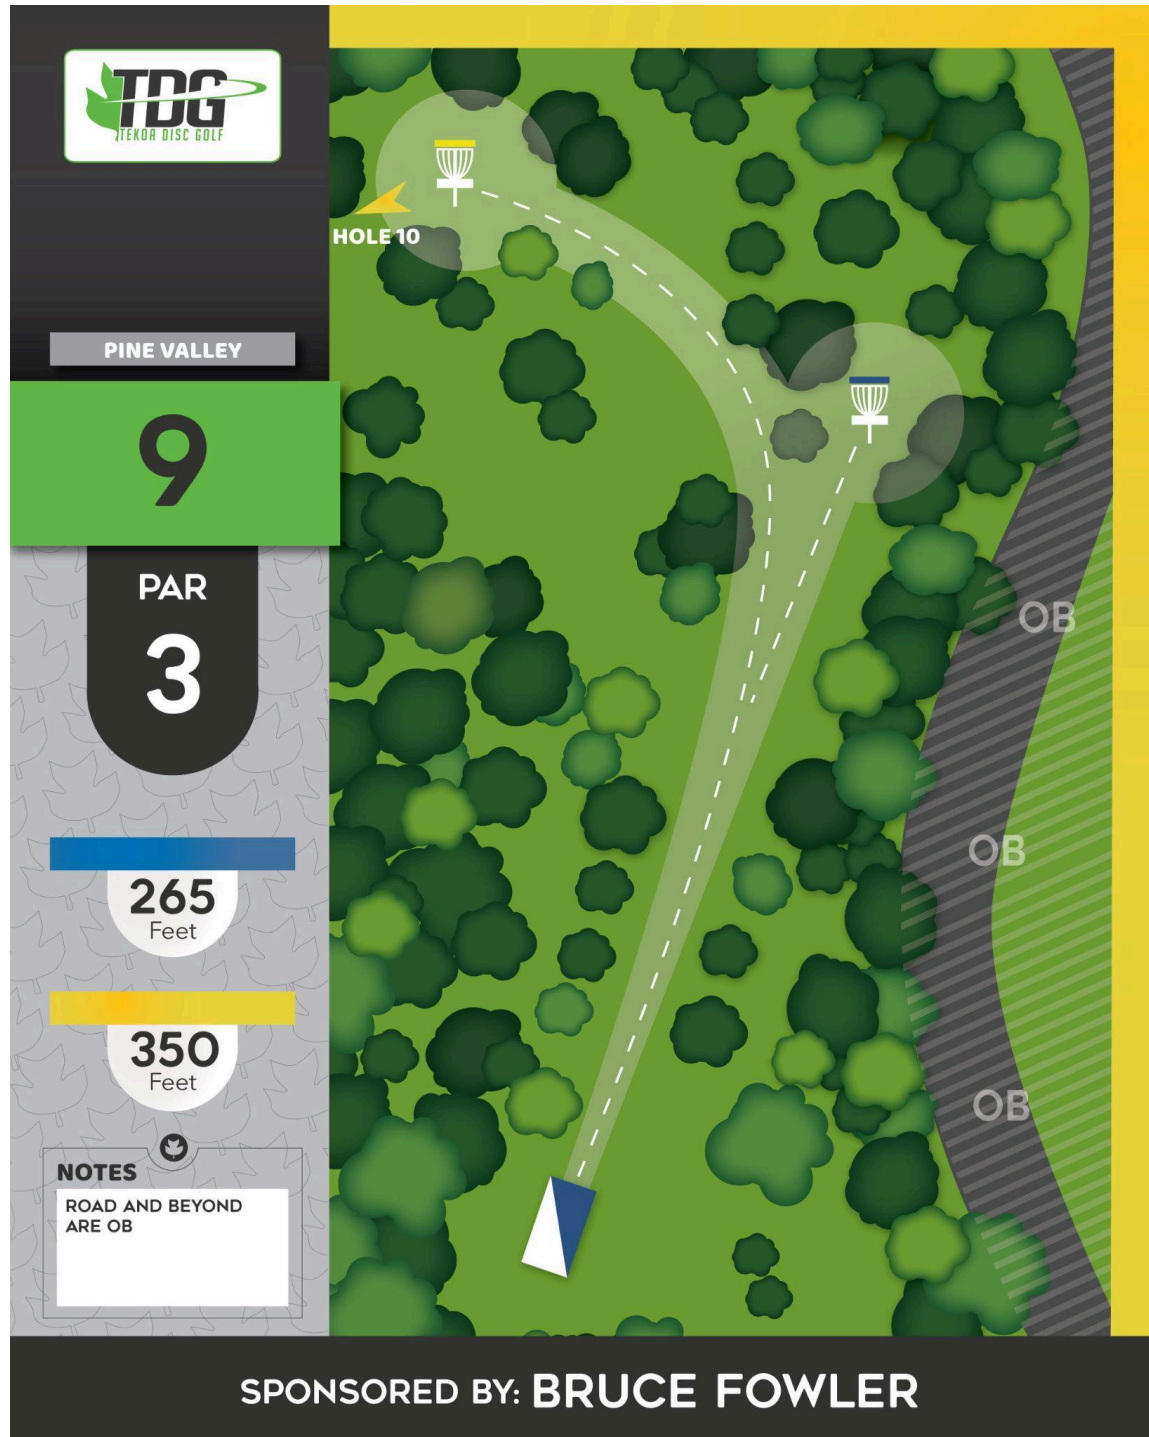 TDG
TEKOA DISC GOLF
PINE VALLEY
9
PAR
3
265
Feet
350
Feet
NOTES
ROAD AND BEYOND
ARE OB
HOLE 10
OB
OB
OB
SPONSORED BY: BRUCE FOWLER